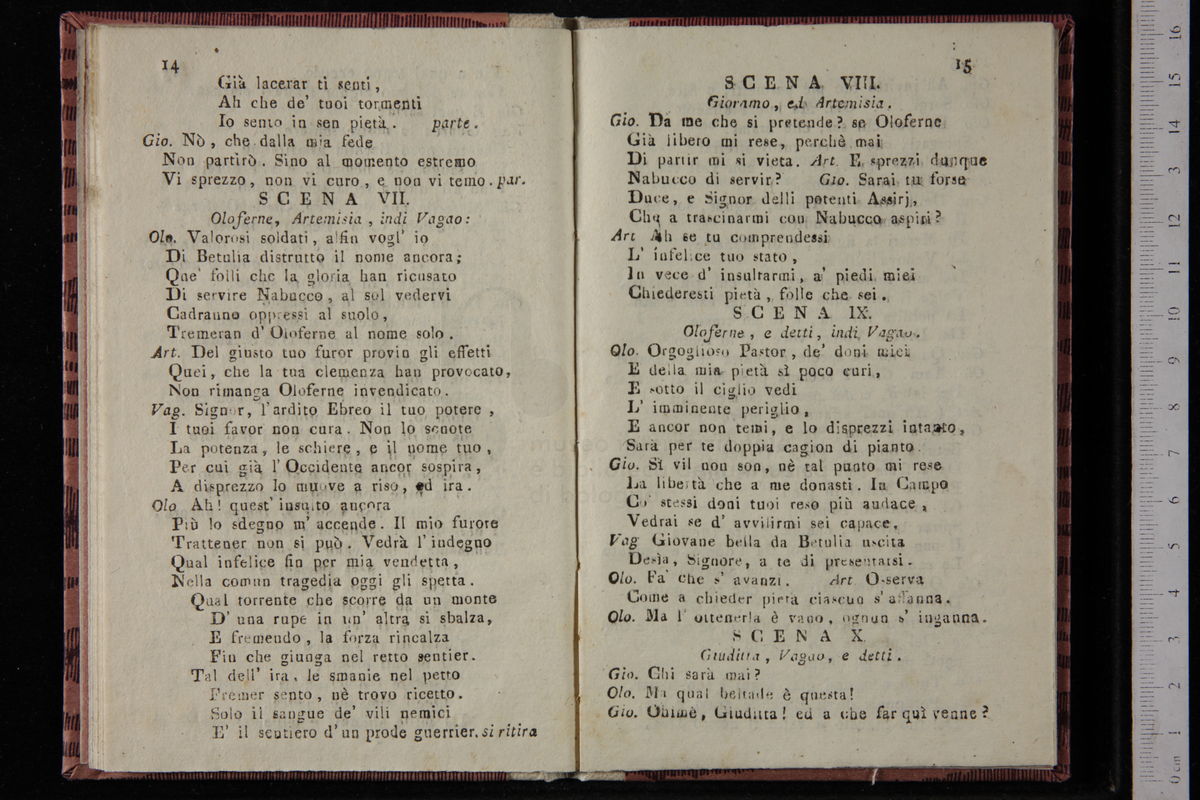 14
Già lacerar ti senti,
Ah che de' tuoi tormenti
Io sento in sen pietà. parte.
Gio. Nò, che dalla mia fede
Non partirò. Sino al momento estremo
Vi sprezzo, non vi curo, e non vi temo. par.
SCENA VII.
Oloferne, Artemisia, indi Vagao:
Olo. Valorosi soldati, alfin vogl' io
Di Betulia distrutto il nome ancora;
Que' folli che la gloria han ricusato
Di servire Nabucco, al sol vedervi
Cadranno oppressi al suolo,
Tremeran d' Oloferne al nome solo.
Art. Del giusto tuo furor provin gli effetti
Quei, che la tua clemenza han provocato,
Non rimanga Oloferne invendicato.
Vag. Signor, l'ardito Ebreo il tuo potere,
I tuoi favor non cura. Non lo scuote
La potenza, le schiere, e il nome tuo,
Per cui già l' Occidente ancor sospira,
A disprezzo lo muove a riso, ed ira.
Olo Ah! quest' insulto ancora
Più lo sdegno m' accende. Il mio furore
Trattener non si può. Vedrà l'indegno
Qual infelice fin per mia vendetta,
Nella comun tragedia oggi gli spetta.
Qual torrente che scorre da un monte
D' una rupe in un' altra si sbalza,
E fremendo, la forza rincalza
Fin che giunga nel retto sentier.
Tal dell' ira, le smanie nel petto
Fremer sento, nè trovo ricetto.
Solo il sangue de' vili nemici
E' il sentiero d'un prode guerrier. si ritira
15
SCENA VIII.
Gioramo, ed Artemisia.
Gio. Da me che si pretende? se Oloferne
Già libero mi rese, perchè mai
Di partir mi si vieta. Art. E sprezzi dunque
Nabucco di servir? Gio. Sarai tu forse
Duce, e Signor delli potenti Assirj,
Che a trascinarmi con Nabucco aspiri?
Art Ah se tu comprendessi
L' infelice tuo stato,
In vece d' insultarmi, a' piedi miei
Chiederesti pietà, folle che sei.
SCENA IX.
Oloferne, e detti, indi Vagao.
Olo. Orgoglioso Pastor, de' doni miei
E della mia pietà sì poco curi,
E sotto il ciglio vedi
L' imminente periglio,
E ancor non temi, e lo disprezzi intanto,
Sarà per te doppia cagion di pianto.
Gio. Sì vil non son, nè tal punto mi rese
La libertà che a me donasti. In Campo
Co' stessi doni tuoi reso più audace,
Vedrai se d' avvilirmi sei capace.
Vag Giovane bella da Betulia uscita
Desìa, Signore, a te di presentarsi.
Olo. Fa' che s' avanzi. Art Osserva
Come a chieder pietà ciascun s' affanna.
Olo. Ma l' ottenerla è vano, ognun s' inganna.
SCENA X.
Giuditta, Vagao, e detti.
Gio. Chi sarà mai?
Olo. Ma qual beltade è questa!
Gio. Ohimè, Giuditta! ed a che far quì venne?